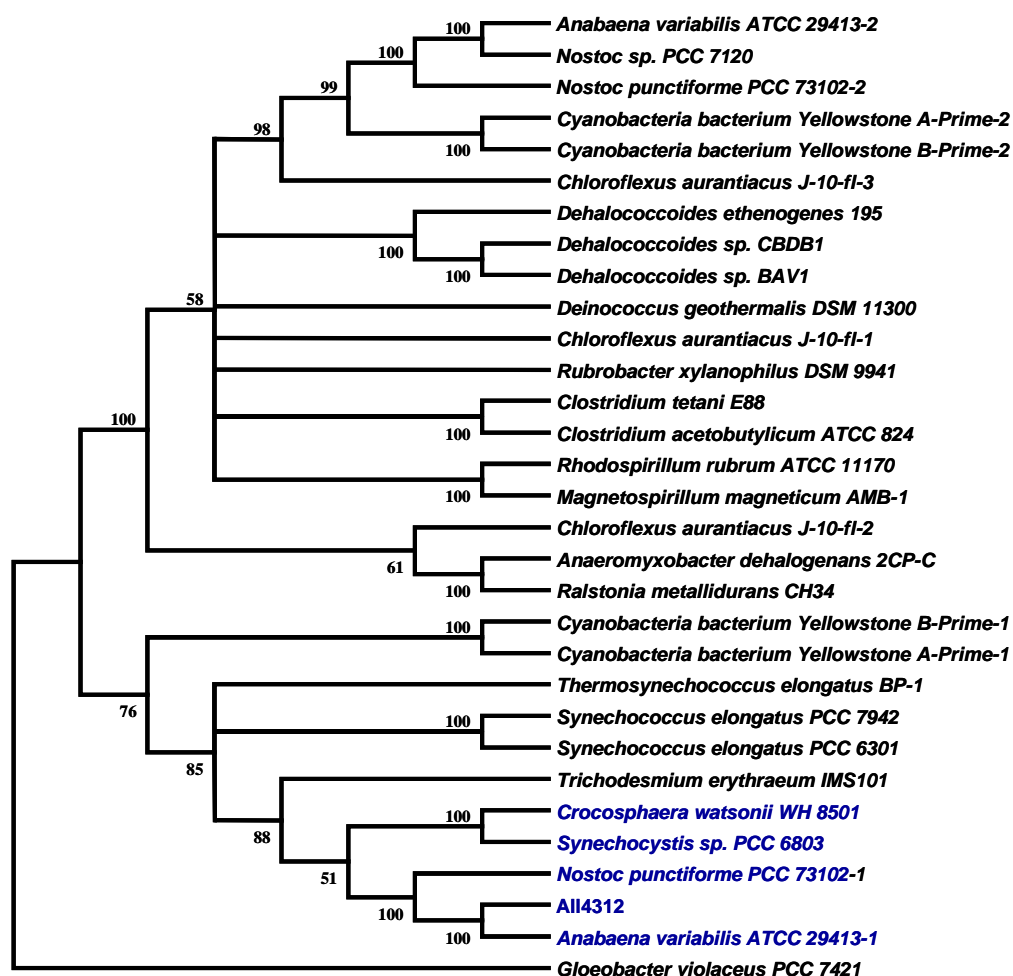 100
Anabaena variabilis ATCC 29413-2
100
Nostoc sp. PCC 7120
99
Nostoc punctiforme PCC 73102-2
Cyanobacteria bacterium Yellowstone A-Prime-2
98
100
Cyanobacteria bacterium Yellowstone B-Prime-2
Chloroflexus aurantiacus J-10-fl-3
Dehalococcoides ethenogenes 195
100
Dehalococcoides sp. CBDB1
100
Dehalococcoides sp. BAV1
58
Deinococcus geothermalis DSM 11300
Chloroflexus aurantiacus J-10-fl-1
Rubrobacter xylanophilus DSM 9941
Clostridium tetani E88
100
100
Clostridium acetobutylicum ATCC 824
Rhodospirillum rubrum ATCC 11170
100
Magnetospirillum magneticum AMB-1
Chloroflexus aurantiacus J-10-fl-2
61
Anaeromyxobacter dehalogenans 2CP-C
100
Ralstonia metallidurans CH34
100
Cyanobacteria bacterium Yellowstone B-Prime-1
Cyanobacteria bacterium Yellowstone A-Prime-1
76
Thermosynechococcus elongatus BP-1
100
Synechococcus elongatus PCC 7942
85
Synechococcus elongatus PCC 6301
Trichodesmium erythraeum IMS101
88
100
Crocosphaera watsonii WH 8501
Synechocystis sp. PCC 6803
51
Nostoc punctiforme PCC 73102-1
100
All4312
100
Anabaena variabilis ATCC 29413-1
Gloeobacter violaceus PCC 7421